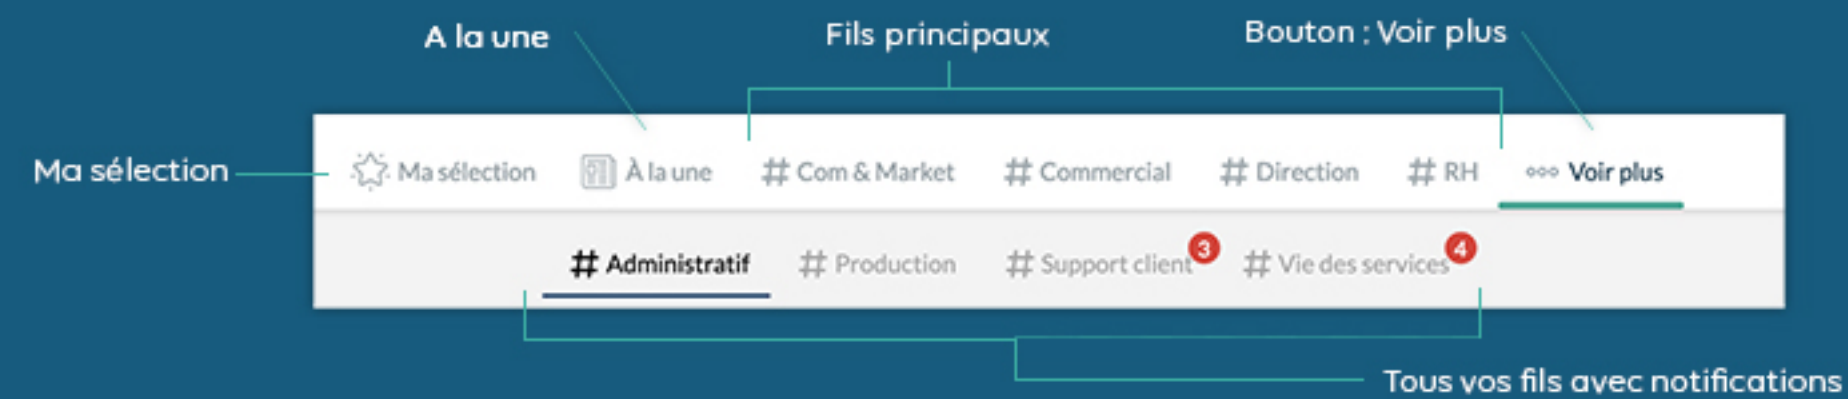 A la une
Fils principaux
Bouton : Voir plus
Ma sélection
Ma sélection À la une # Com & Market # Commercial # Direction # RH Voir plus
# Administratif # Production # Support client 3 # Vie des services 4
Tous vos fils avec notifications